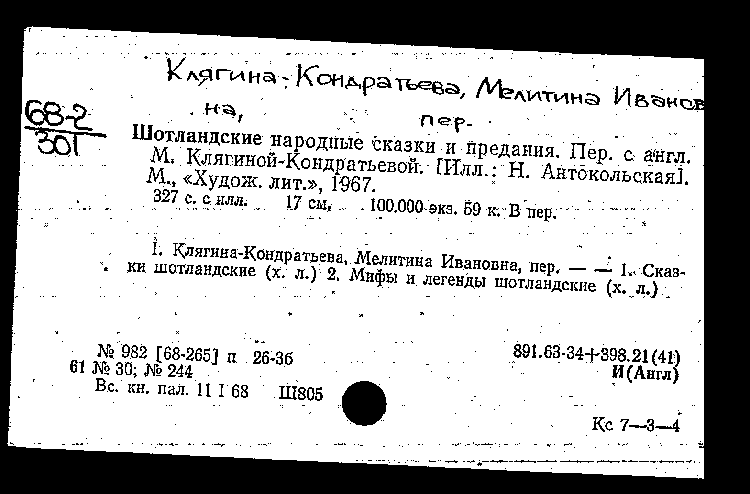 Клягина-Кондратьева, Мелитина Иванов
на, пер.
68-2
301
Шотландские народные сказки и предания. Пер. с англ.
М. Клягиной-Кондратьевой. [Илл.: Н. Антокольская].
М., «Худож. лит.», 1967.
327 с. с илл. 17 см. 100.000 экз. 59 к. В пер.
I. Клягина-Кондратьева, Мелитина Ивановна, пер. — — 1. Сказ-
ки шотландские (х. л.) 2. Мифы и легенды шотландские (х. л.)
№ 982 [68-265] п 26-36
61 № 30; № 244
Вс. кн. пал. 11 I 68 Ш805
891.63-34+398.21(41)
И(Англ)
Кс 7—3—4